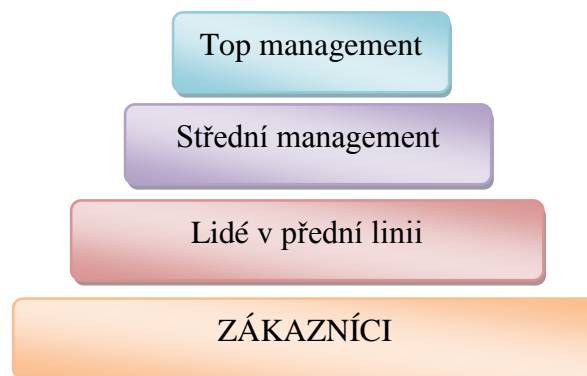 Top management
Střední management
Lidé v přední linii
ZÁKAZNÍCI